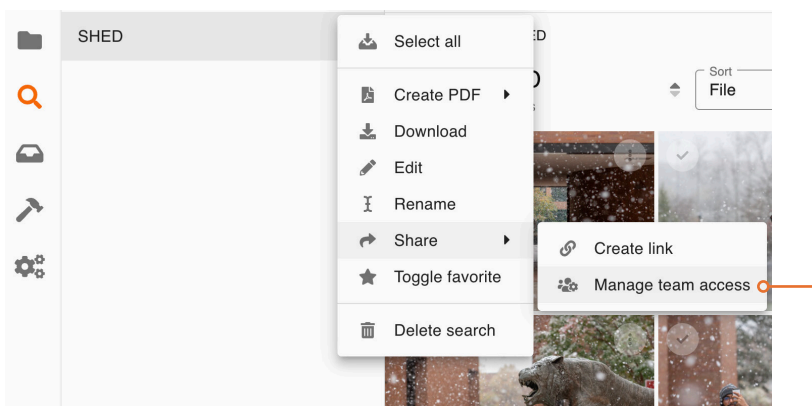 SHED
Select all
Create PDF
Download
Edit
Rename
Share
Toggle favorite
Delete search
Sort
File
Create link
Manage team access